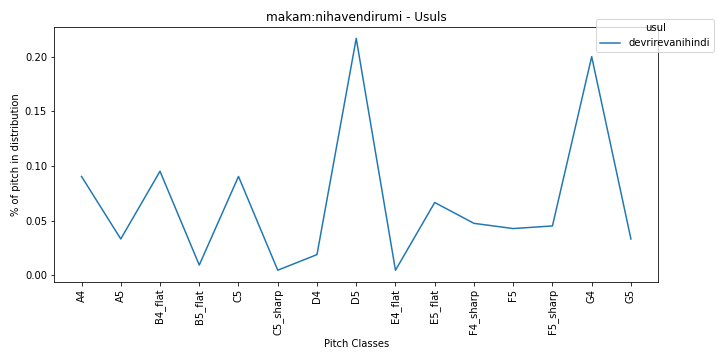 makam:nihavendirumi - Usuls
usul
devrirevanihindi
% of pitch in distribution
0.20
0.15
0.10
0.05
0.00
A4
A5
B4_flat
B5_flat
C5
C5_sharp
D4
D5
E4_flat
E5_flat
F4_sharp
F5
F5_sharp
G4
G5
Pitch Classes